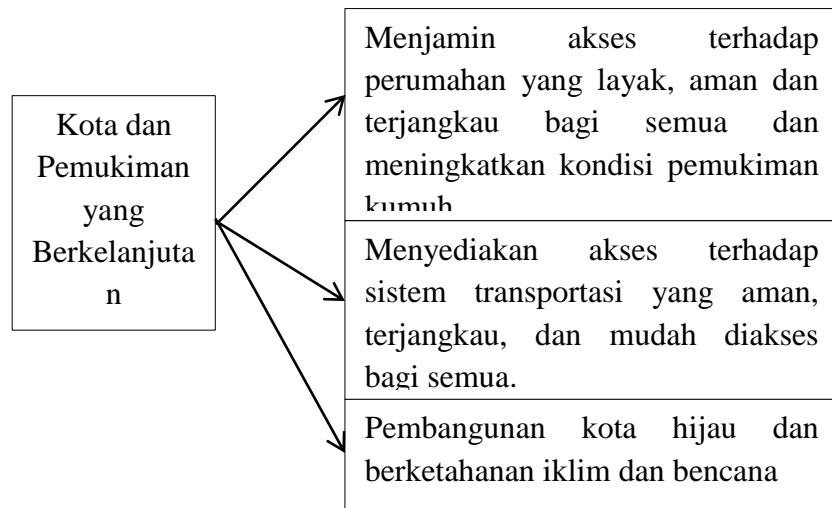 Kota dan
Pemukiman
yang
Berkelanjuta
n
Menjamin akses terhadap
perumahan yang layak, aman dan
terjangkau bagi semua dan
meningkatkan kondisi pemukiman
kumuh
Menyediakan akses terhadap
sistem transportasi yang aman,
terjangkau, dan mudah diakses
bagi semua.
Pembangunan kota hijau dan
berketahanan iklim dan bencana